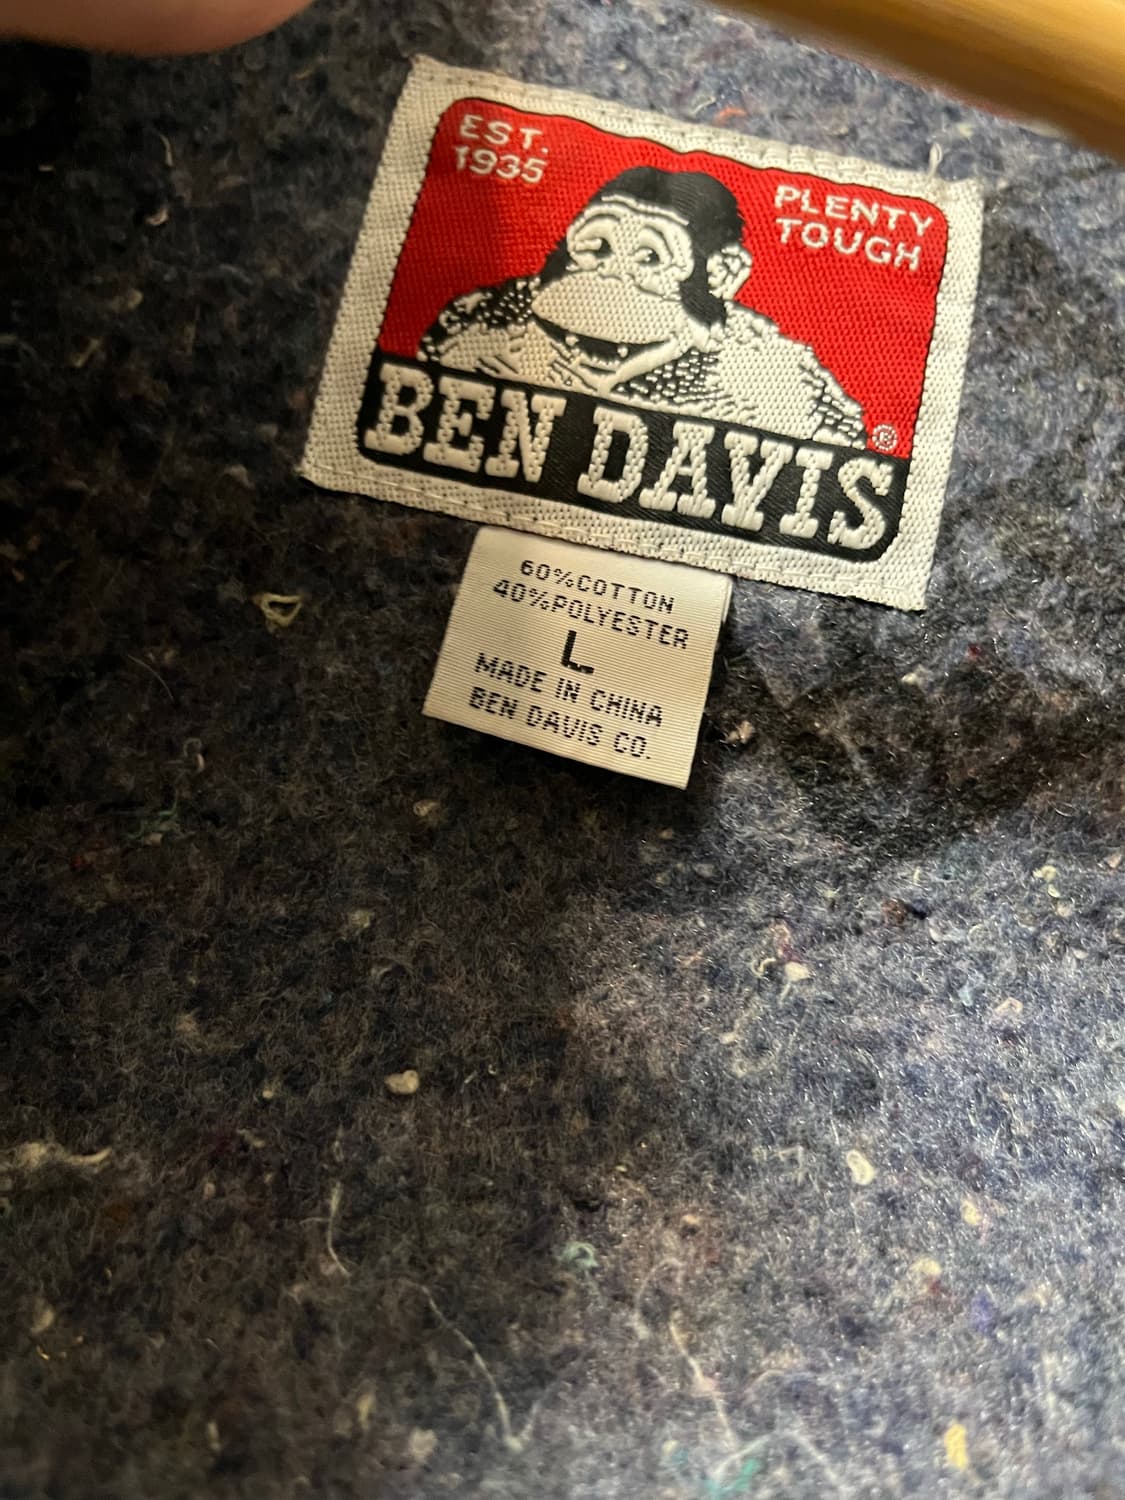 EST.
1935
PLENTY
TOUGH
BEN DAVIS
®
60%COTTON
40%POLYESTER
L
MADE IN CHINA
BEN DAVIS CO.